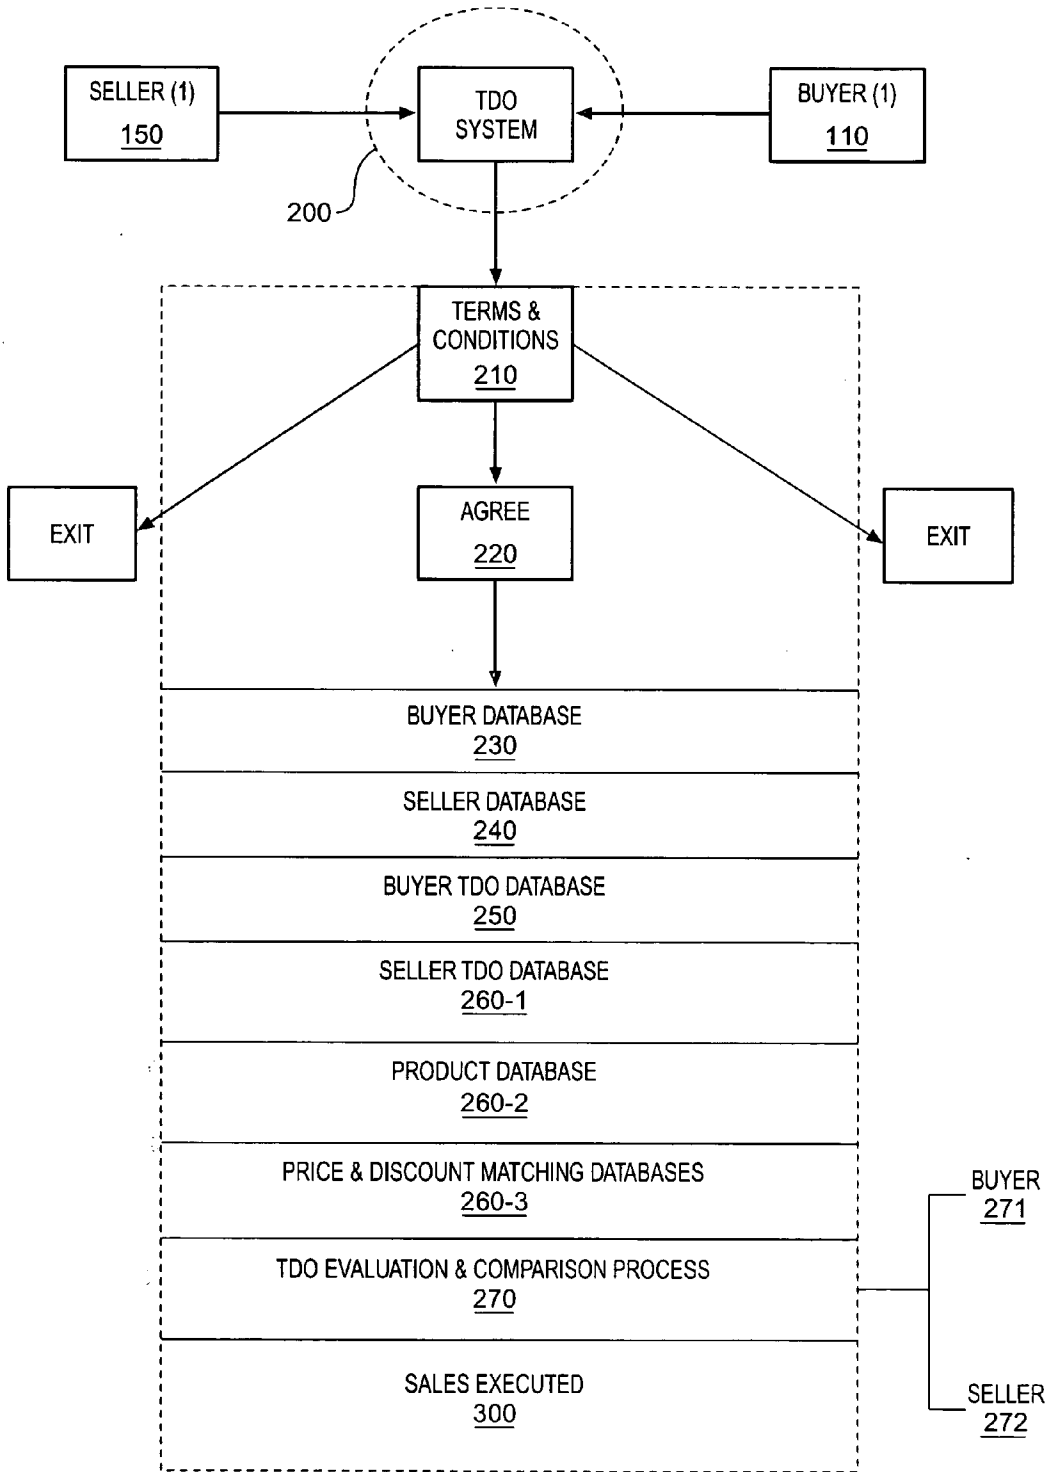 SELLER (1)
150
TDO
SYSTEM
BUYER (1)
110
200
TERMS &
CONDITIONS
210
EXIT
AGREE
220
EXIT
BUYER DATABASE
230
SELLER DATABASE
240
BUYER TDO DATABASE
250
SELLER TDO DATABASE
260-1
PRODUCT DATABASE
260-2
PRICE & DISCOUNT MATCHING DATABASES
260-3
BUYER
271
TDO EVALUATION & COMPARISON PROCESS
270
SALES EXECUTED
300
SELLER
272